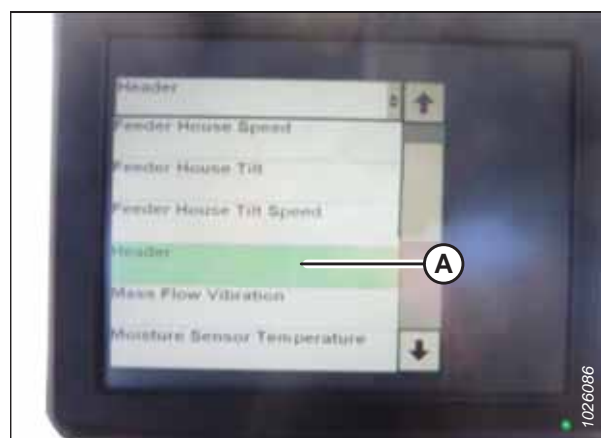 Header
Feeder House Speed
Feeder House Tilt
Feeder House Tilt Speed
Header
A
Mass Flow Vibration
Moisture Sensor Temperature
1026086